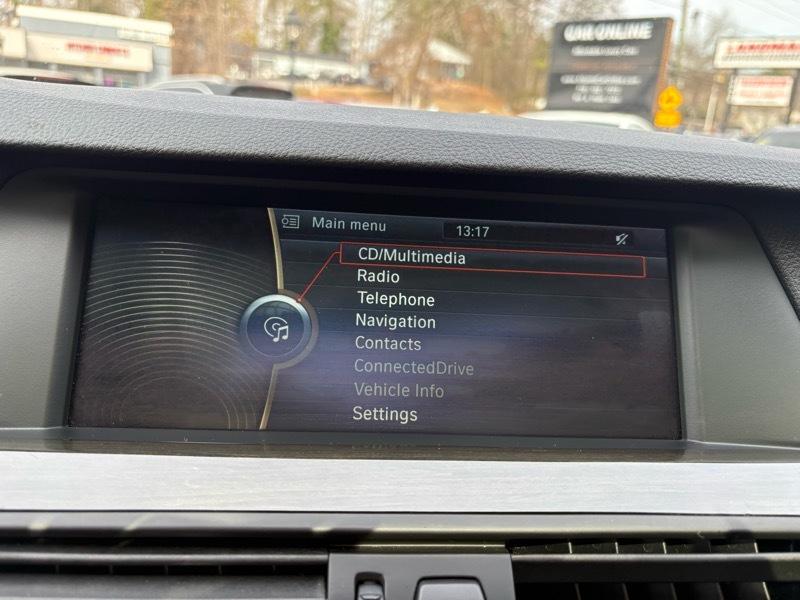 CAR ONLINE
Main menu
13:17
CD/Multimedia
Radio
Telephone
Navigation
Contacts
ConnectedDrive
Vehicle Info
Settings